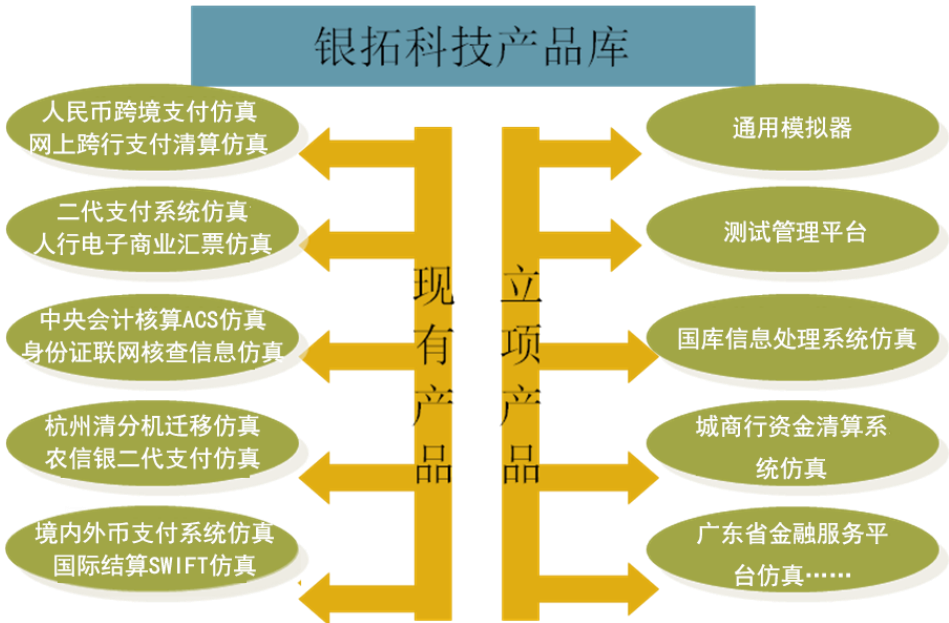 银拓科技产品库
人民币跨境支付仿真
网上跨行支付清算仿真
二代支付系统仿真
人行电子商业汇票仿真
中央会计核算ACS仿真
身份证联网核查信息仿真
杭州清分机迁移仿真
农信银二代支付仿真
境内外币支付系统仿真
国际结算SWIFT仿真
现有产品
立项产品
通用模拟器
测试管理平台
国库信息处理系统仿真
城商行资金清算系
统仿真
广东省金融服务平
台仿真……